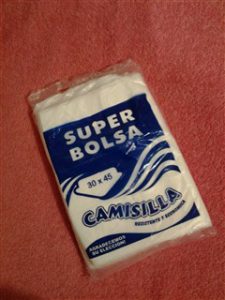 SUPER
BOLSA
30 x 45
CAMISILLA
RESISTENTE Y ECONOMICA
AGRADECEMOS
SU ELECCION!